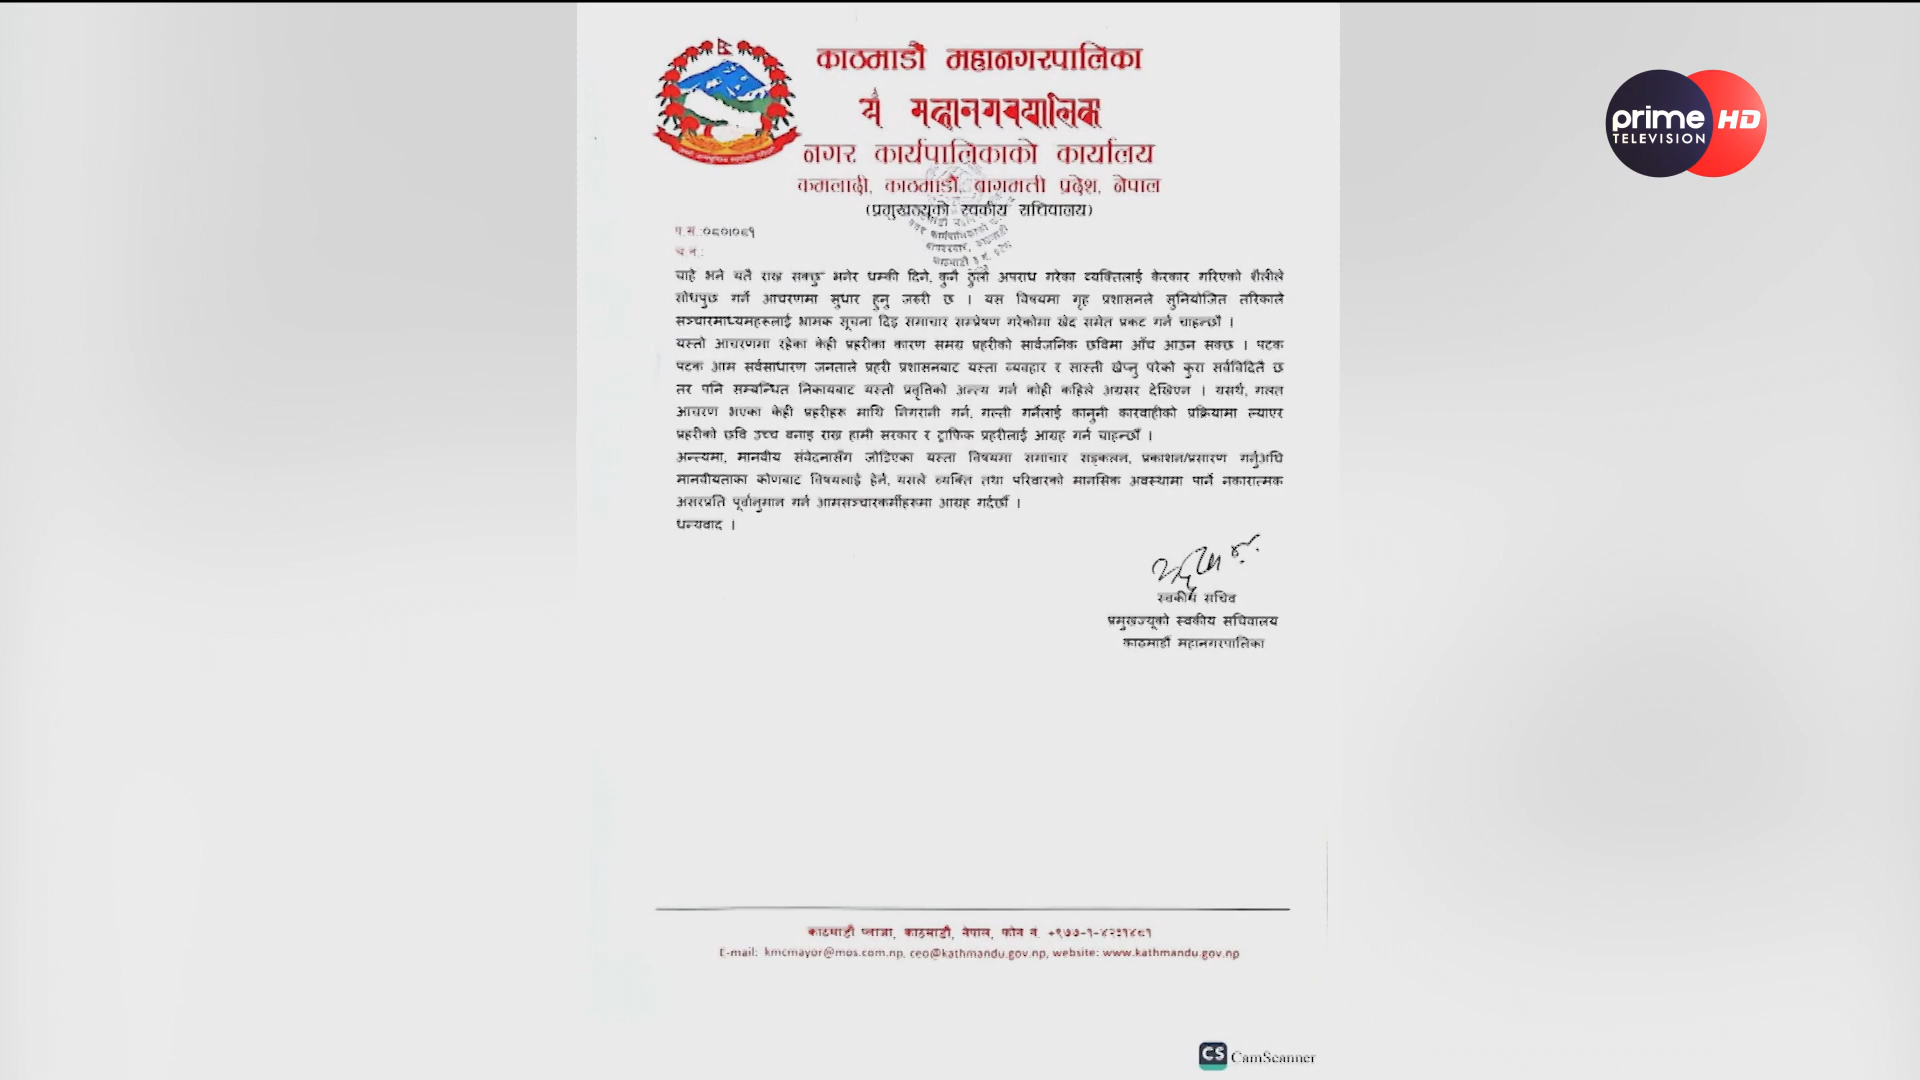 काठमाडौं महानगरपालिका
नगर कार्यपालिकाको कार्यालय
कमलादी, काठमाडौं, बागमती प्रदेश, नेपाल
(प्रमुखज्यूको स्वकीय सचिवालय)
प.सं.:०८०/०८१
च.नं.:
चाहे भने यतै राख्न सक्छु भनेर धम्की दिने, कुनै ठुलो अपराध गरेका व्यक्तिलाई केरकार गरिएको शैलीले
सोधपुछ गर्ने आचरणमा सुधार हुनु जरुरी छ । यस विषयमा गृह प्रशासनले सुनियोजित तरिकाले
सञ्चारमाध्यमहरूलाई भ्रामक सूचना दिइ समाचार सम्प्रेषण गरेकोमा खेद समेत प्रकट गर्न चाहन्छौं ।
यस्तो आचरणमा रहेका केही प्रहरीका कारण समग्र प्रहरीको सार्वजनिक छविमा आँच आउन सक्छ । पटक
पटक आम सर्वसाधारण जनताले प्रहरी प्रशासनबाट यस्ता व्यवहार र सास्ती खेप्नु परेको कुरा सर्वविदितै छ
तर पनि सम्बन्धित निकायबाट यस्तो प्रवृत्तिको अन्त्य गर्न कोही कहिले अग्रसर देखिएन । यसर्थ, गलत
आचरण भएका केही प्रहरीहरू माथि निगरानी गर्न, गल्ती गर्नेलाई कानुनी कारवाहीको प्रक्रियामा ल्याएर
प्रहरीको छवि उच्च बनाइ राख्न हामी सरकार र ट्राफिक प्रहरीलाई आग्रह गर्न चाहन्छौं ।
अन्त्यमा, मानवीय संवेदनासँग जोडिएका यस्ता विषयमा समाचार सङ्कलन, प्रकाशन/प्रसारण गर्नुअघि
मानवीयताका कोणबाट विषयलाई हेर्न, यसले व्यक्ति तथा परिवारको मानसिक अवस्थामा पार्ने नकारात्मक
असरप्रति पूर्वानुमान गर्न आमसञ्चारकर्मीहरूमा आग्रह गर्दछौं ।
धन्यवाद ।
स्वकीय सचिव
प्रमुखज्यूको स्वकीय सचिवालय
काठमाडौं महानगरपालिका
काठमाडौं प्लाजा, काठमाडौं, नेपाल, फोन नं. +९७७-१-४२३१४८१
E-mail: kmcmayor@mos.com.np, ceo@kathmandu.gov.np, website: www.kathmandu.gov.np
CS CamScanner
prime HD
TELEVISION